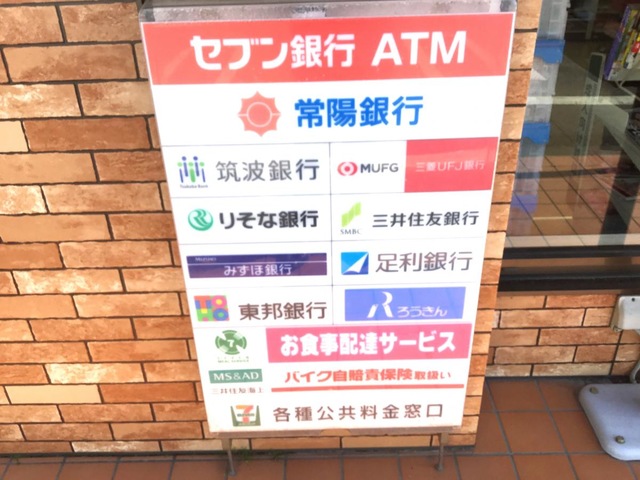 セブン銀行 ATM
常陽銀行
筑波銀行
Tsukuba Bank
MUFG 三菱UFJ銀行
りそな銀行
三井住友銀行
SMBC
みずほ銀行
足利銀行
TOHO 東邦銀行
R ろうきん
7
お食事配達サービス
MS&AD
三井住友海上
バイク自賠責保険取扱い
各種公共料金窓口